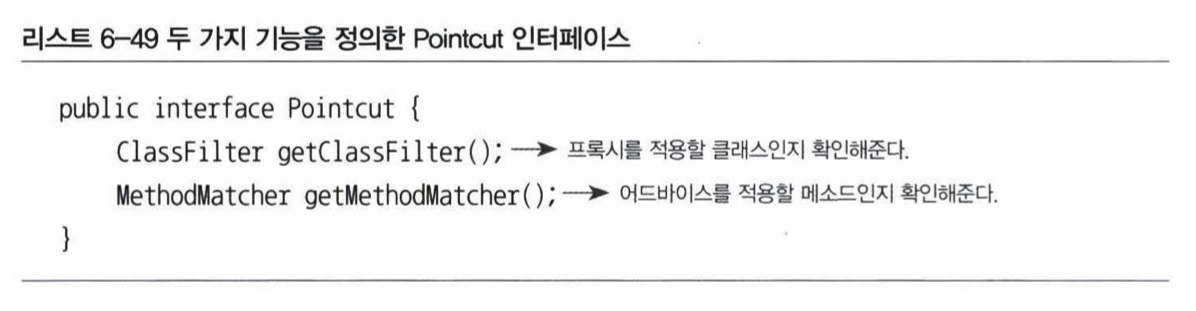 리스트 6-49 두 가지 기능을 정의한 Pointcut 인터페이스
public interface Pointcut {
ClassFilter getClassFilter(); → 프록시를 적용할 클래스인지 확인해준다.
MethodMatcher getMethodMatcher(); → 어드바이스를 적용할 메소드인지 확인해준다.
}